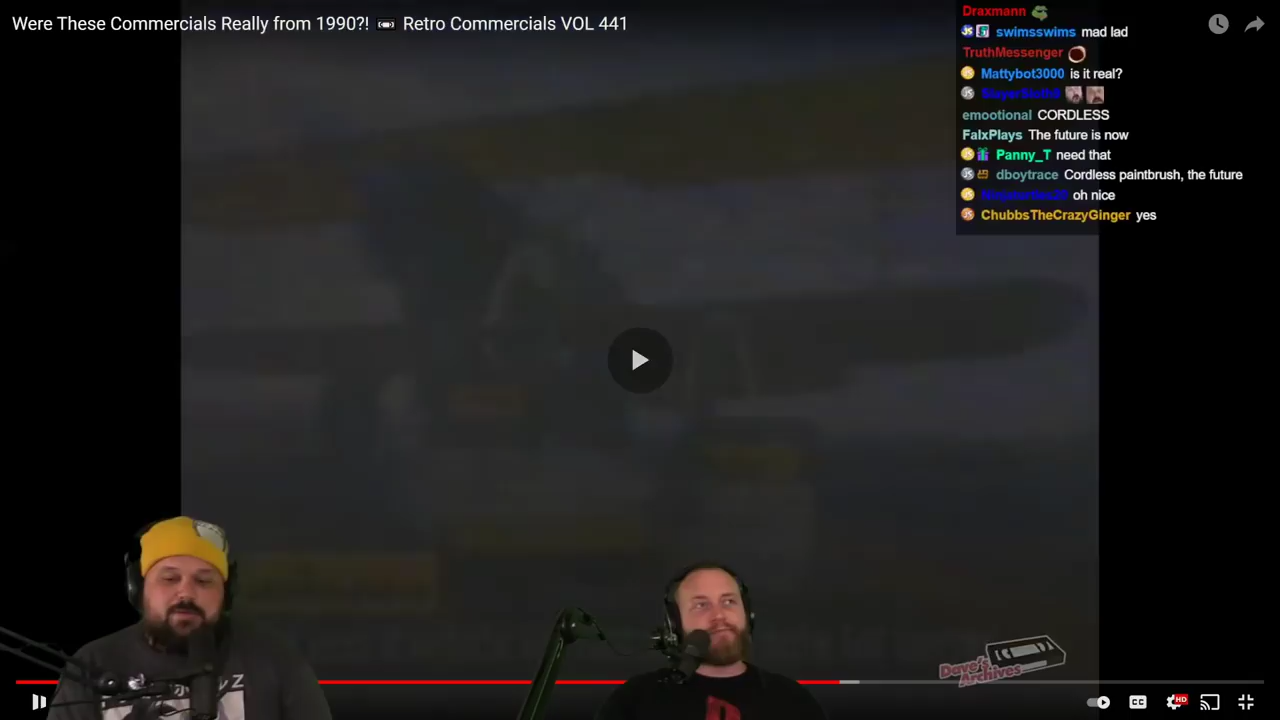 Were These Commercials Really from 1990?! 📼 Retro Commercials VOL 441
Draxmann
swimsswims mad lad
TruthMessenger
Mattybot3000 is it real?
emootional CORDLESS
FalxPlays The future is now
Panny_T need that
dboytrace Cordless paintbrush, the future
oh nice
ChubbsTheCrazyGinger yes
Dave's
Archives
CC
HD